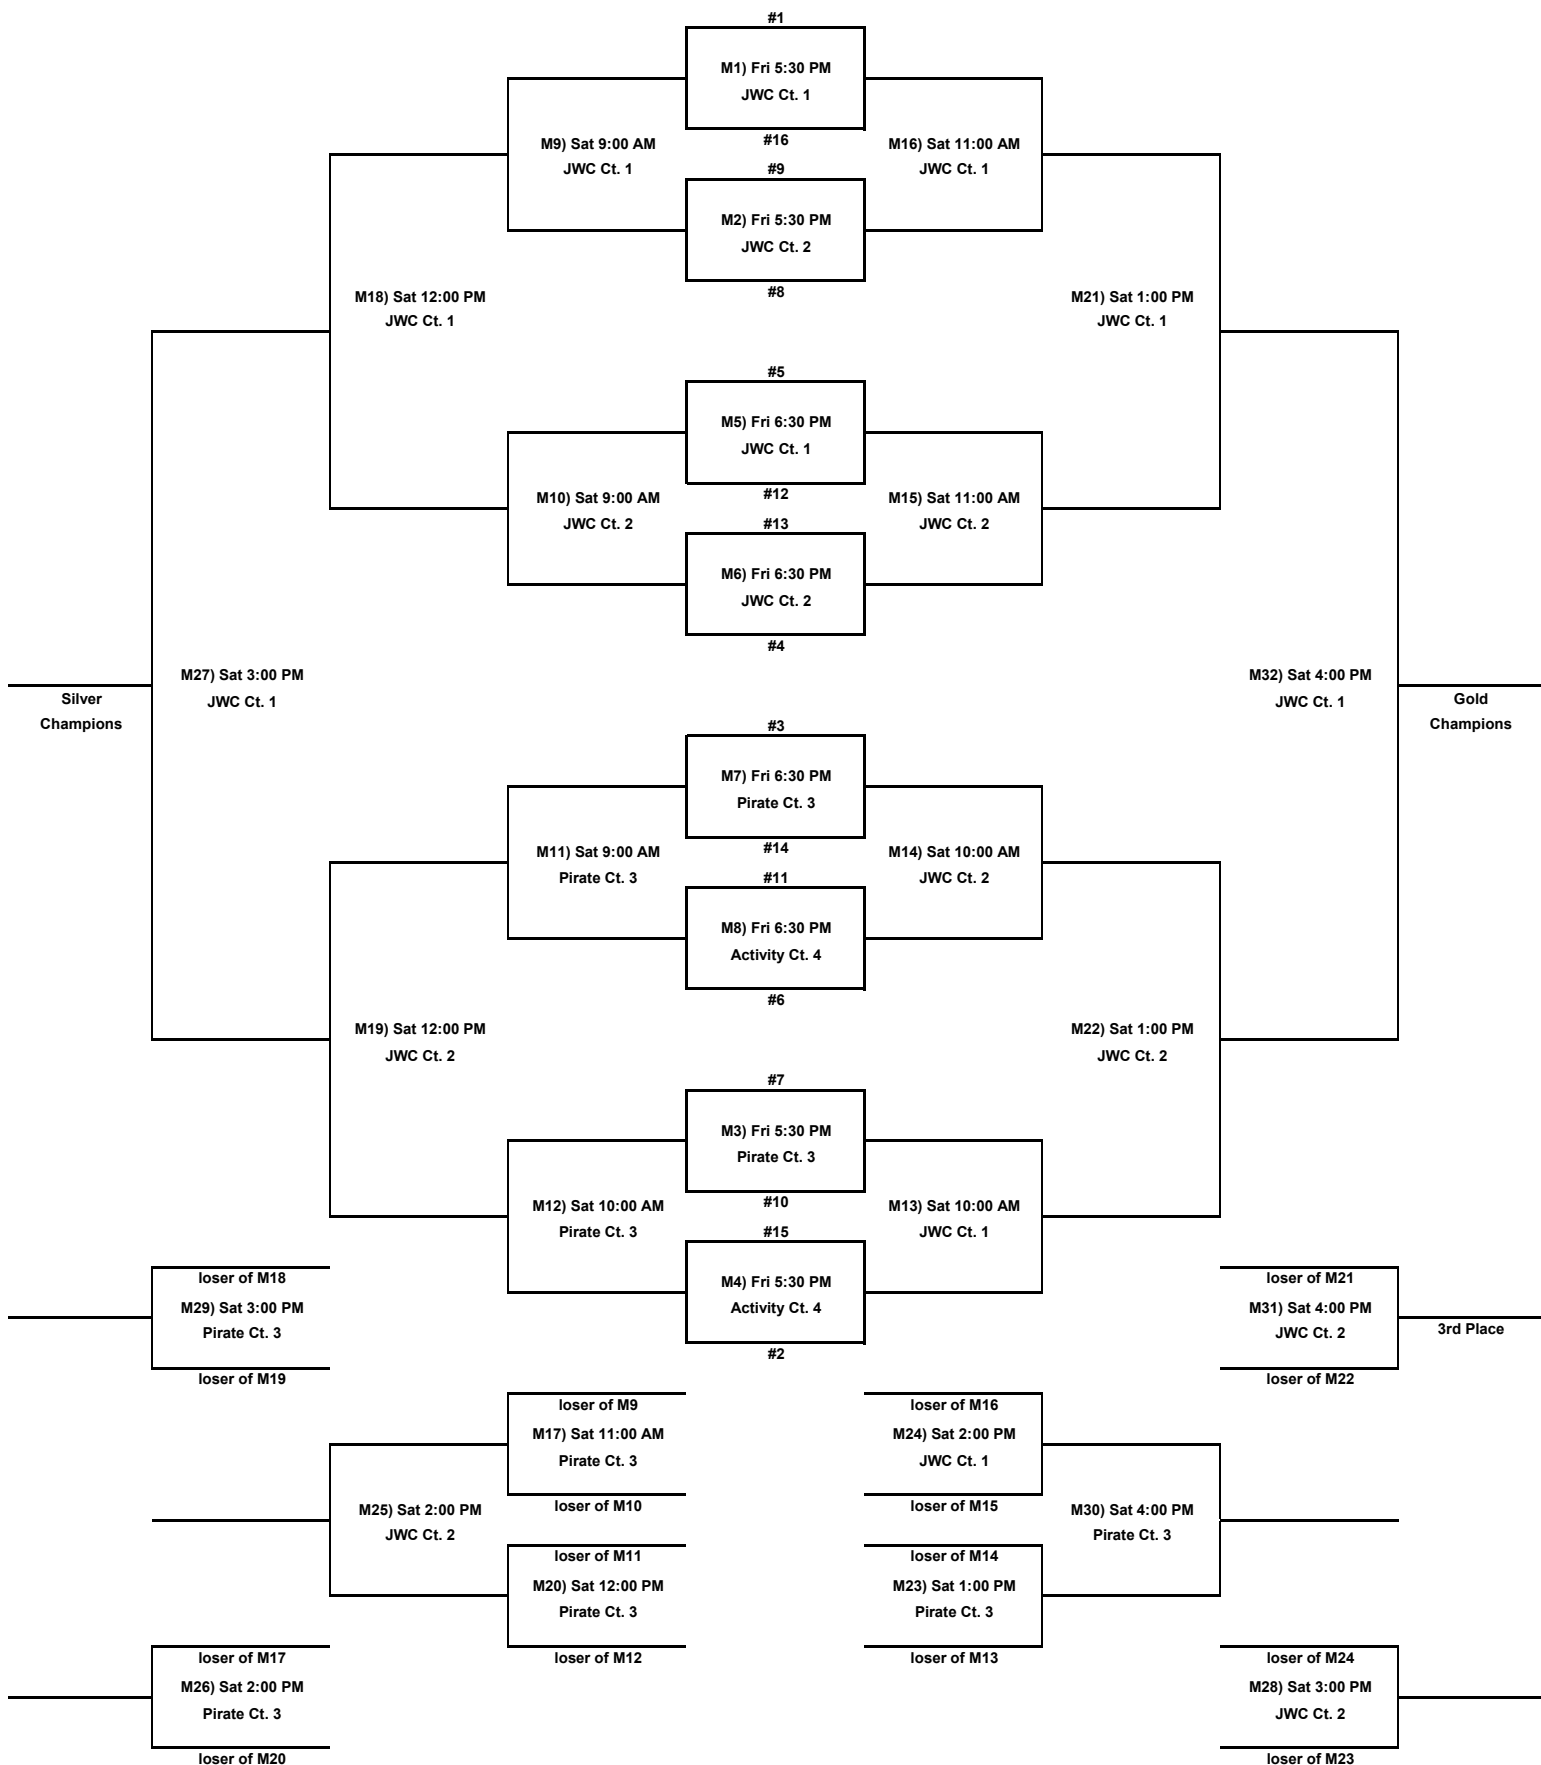 #1
M1) Fri 5:30 PM
JWC Ct. 1
#16
M9) Sat 9:00 AM
JWC Ct. 1
M16) Sat 11:00 AM
JWC Ct. 1
#9
M2) Fri 5:30 PM
JWC Ct. 2
#8
M18) Sat 12:00 PM
JWC Ct. 1
M21) Sat 1:00 PM
JWC Ct. 1
#5
M5) Fri 6:30 PM
JWC Ct. 1
#12
M10) Sat 9:00 AM
JWC Ct. 2
M15) Sat 11:00 AM
JWC Ct. 2
#13
M6) Fri 6:30 PM
JWC Ct. 2
#4
Silver
Champions
M27) Sat 3:00 PM
JWC Ct. 1
M32) Sat 4:00 PM
JWC Ct. 1
Gold
Champions
#3
M7) Fri 6:30 PM
Pirate Ct. 3
#14
M11) Sat 9:00 AM
Pirate Ct. 3
M14) Sat 10:00 AM
JWC Ct. 2
#11
M8) Fri 6:30 PM
Activity Ct. 4
#6
M19) Sat 12:00 PM
JWC Ct. 2
M22) Sat 1:00 PM
JWC Ct. 2
#7
M3) Fri 5:30 PM
Pirate Ct. 3
#10
M12) Sat 10:00 AM
Pirate Ct. 3
M13) Sat 10:00 AM
JWC Ct. 1
#15
M4) Fri 5:30 PM
Activity Ct. 4
#2
loser of M18
M29) Sat 3:00 PM
Pirate Ct. 3
loser of M19
loser of M21
M31) Sat 4:00 PM
JWC Ct. 2
loser of M22
3rd Place
loser of M9
M17) Sat 11:00 AM
Pirate Ct. 3
loser of M10
loser of M16
M24) Sat 2:00 PM
JWC Ct. 1
loser of M15
M25) Sat 2:00 PM
JWC Ct. 2
M30) Sat 4:00 PM
Pirate Ct. 3
loser of M11
M20) Sat 12:00 PM
Pirate Ct. 3
loser of M12
loser of M14
M23) Sat 1:00 PM
Pirate Ct. 3
loser of M13
loser of M17
M26) Sat 2:00 PM
Pirate Ct. 3
loser of M20
loser of M24
M28) Sat 3:00 PM
JWC Ct. 2
loser of M23